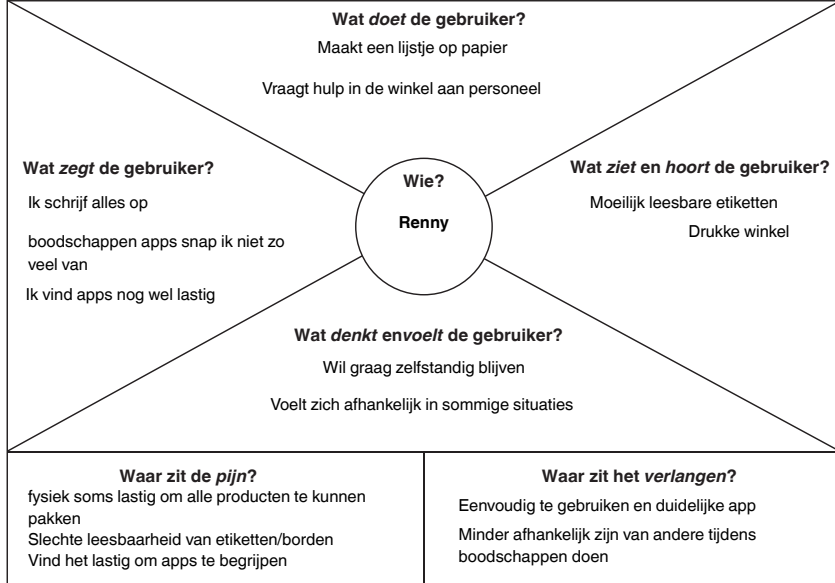 Wat doet de gebruiker?
Maakt een lijstje op papier
Vraagt hulp in de winkel aan personeel
Wat zegt de gebruiker?
Ik schrijf alles op
boodschappen apps snap ik niet zo
veel van
Ik vind apps nog wel lastig
Wie?
Renny
Wat ziet en hoort de gebruiker?
Moeilijk leesbare etiketten
Drukke winkel
Wat denkt envoelt de gebruiker?
Wil graag zelfstandig blijven
Voelt zich afhankelijk in sommige situaties
Waar zit de pijn?
fysiek soms lastig om alle producten te kunnen
pakken
Slechte leesbaarheid van etiketten/borden
Vind het lastig om apps te begrijpen
Waar zit het verlangen?
Eenvoudig te gebruiken en duidelijke app
Minder afhankelijk zijn van andere tijdens
boodschappen doen